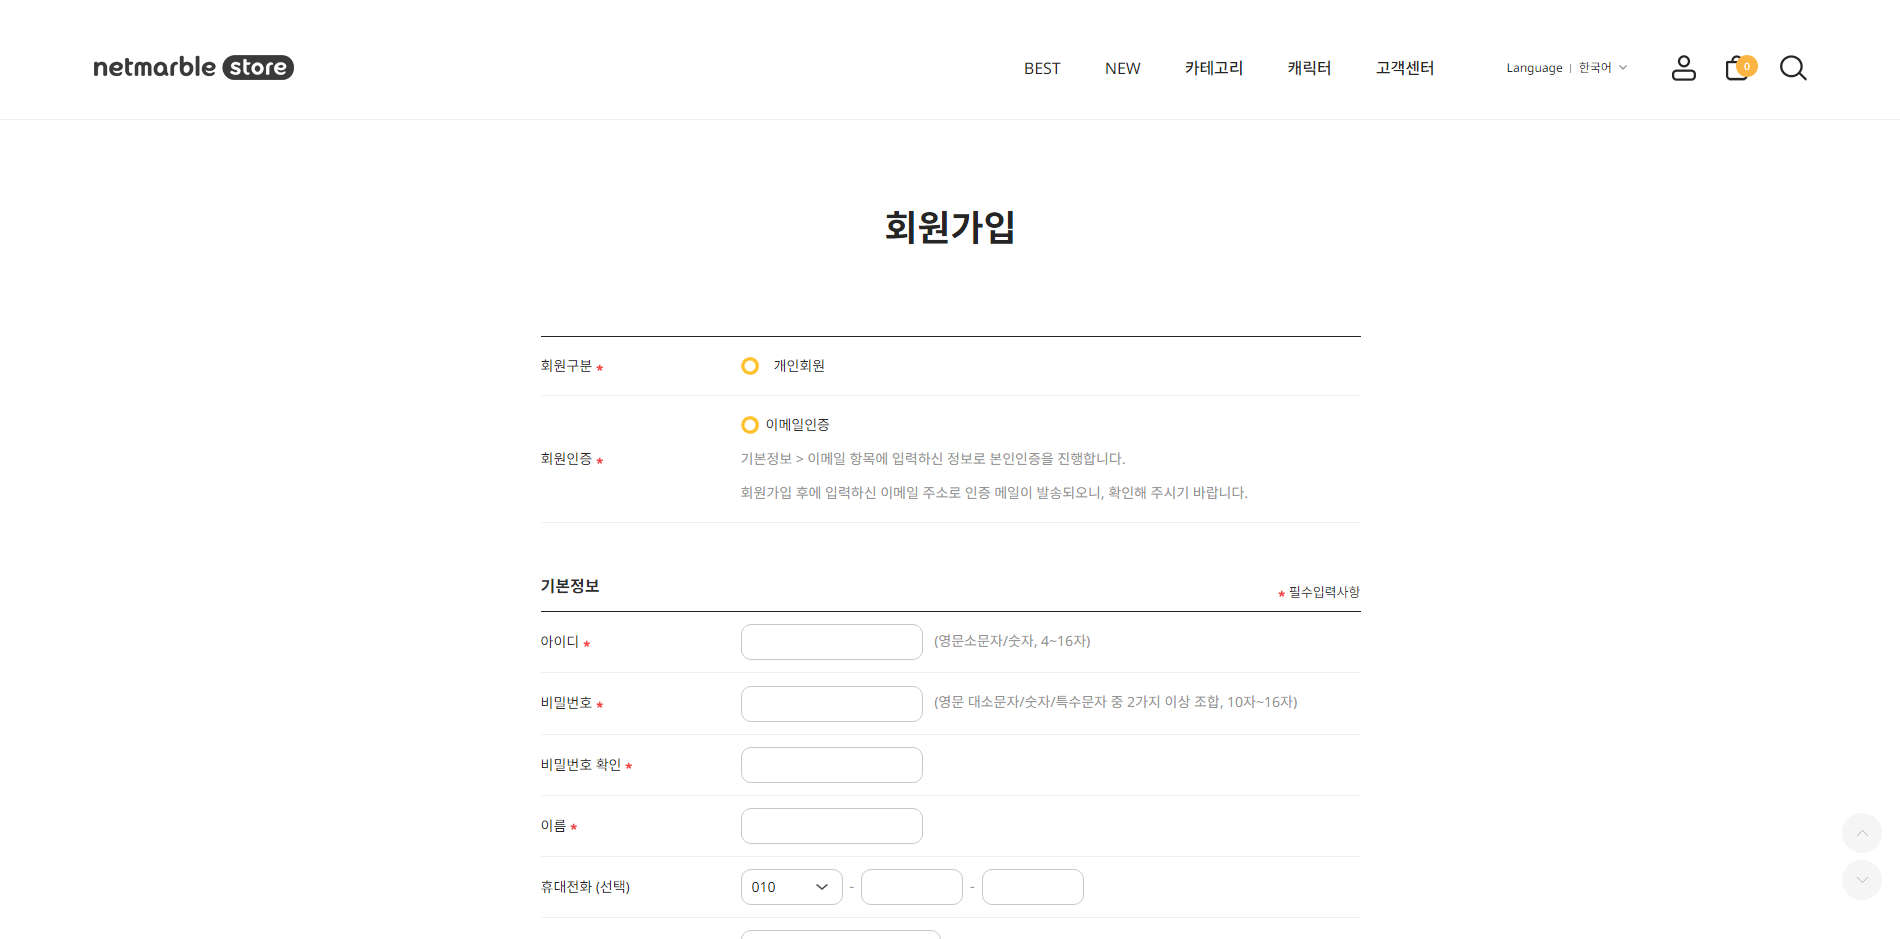 netmarble store
BEST NEW 카테고리 캐릭터 고객센터 Language | 한국어 0
회원가입
회원구분 * 개인회원
이메일인증
회원인증 * 기본정보 > 이메일 항목에 입력하신 정보로 본인인증을 진행합니다.
회원가입 후에 입력하신 이메일 주소로 인증 메일이 발송되오니, 확인해 주시기 바랍니다.
기본정보
* 필수입력사항
아이디 * (영문소문자/숫자, 4~16자)
비밀번호 * (영문 대소문자/숫자/특수문자 중 2가지 이상 조합, 10자~16자)
비밀번호 확인 *
이름 *
휴대전화 (선택) 010 - -